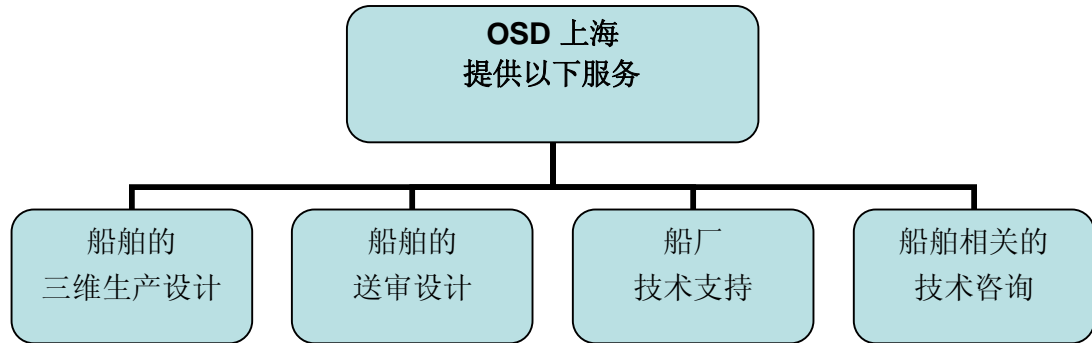 OSD 上海
提供以下服务
船舶的
三维生产设计
船舶的
送审设计
船厂
技术支持
船舶相关的
技术咨询